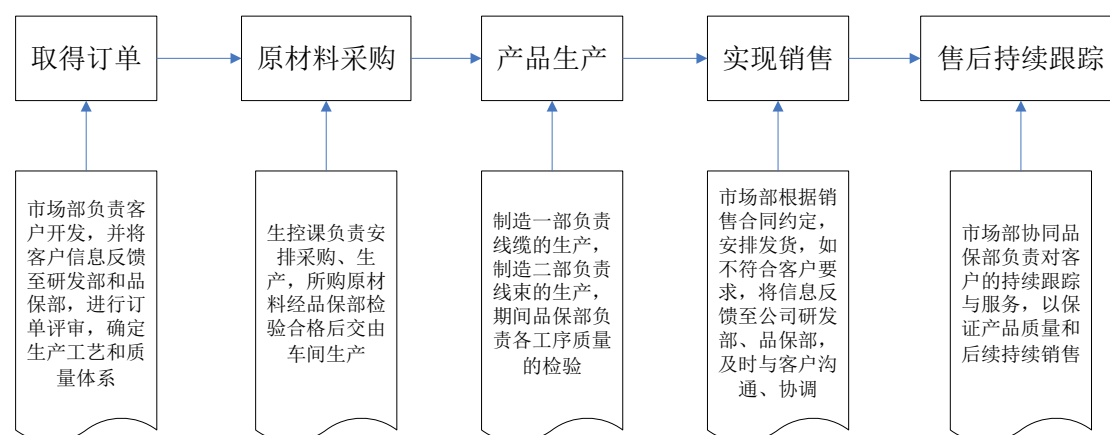 取得订单
原材料采购
产品生产
实现销售
售后持续跟踪
市场部负责客
户开发，并将
客户信息反馈
至研发部和品
保部，进行订
单评审，确定
生产工艺和质
量体系
生控课负责安
排采购、生
产，所购原材
料经品保部检
验合格后交由
车间生产
制造一部负责
线缆的生产，
制造二部负责
线束的生产，
期间品保部负
责各工序质量
的检验
市场部根据销
售合同约定，
安排发货，如
不符合客户要
求，将信息反
馈至公司研发
部、品保部，
及时与客户沟
通、协调
市场部协同品
保部负责对客
户的持续跟踪
与服务，以保
证产品质量和
后续持续销售